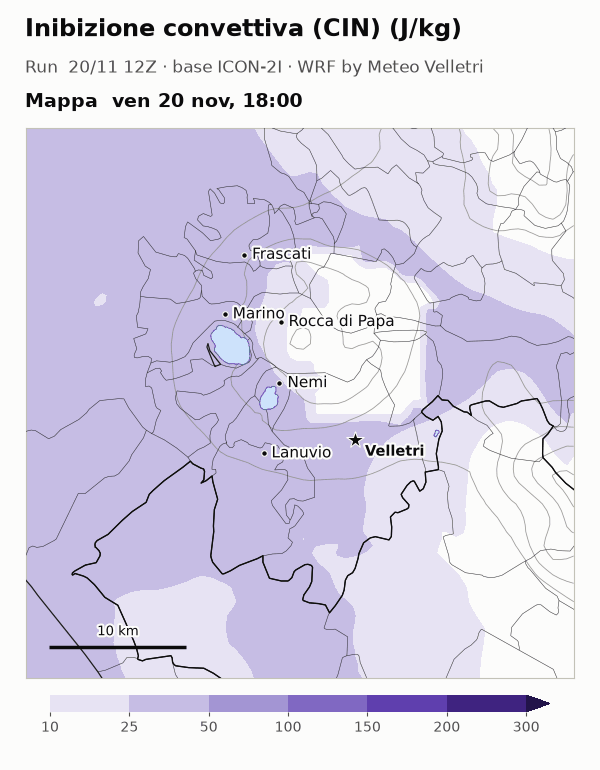 Inibizione convettiva (CIN) (J/kg)
Run  20/11 12Z · base ICON-2I · WRF by Meteo Velletri
Mappa  ven 20 nov, 18:00
Frascati
Marino
Rocca di Papa
Nemi
Velletri
Lanuvio
10 km
10 25 50 100 150 200 300